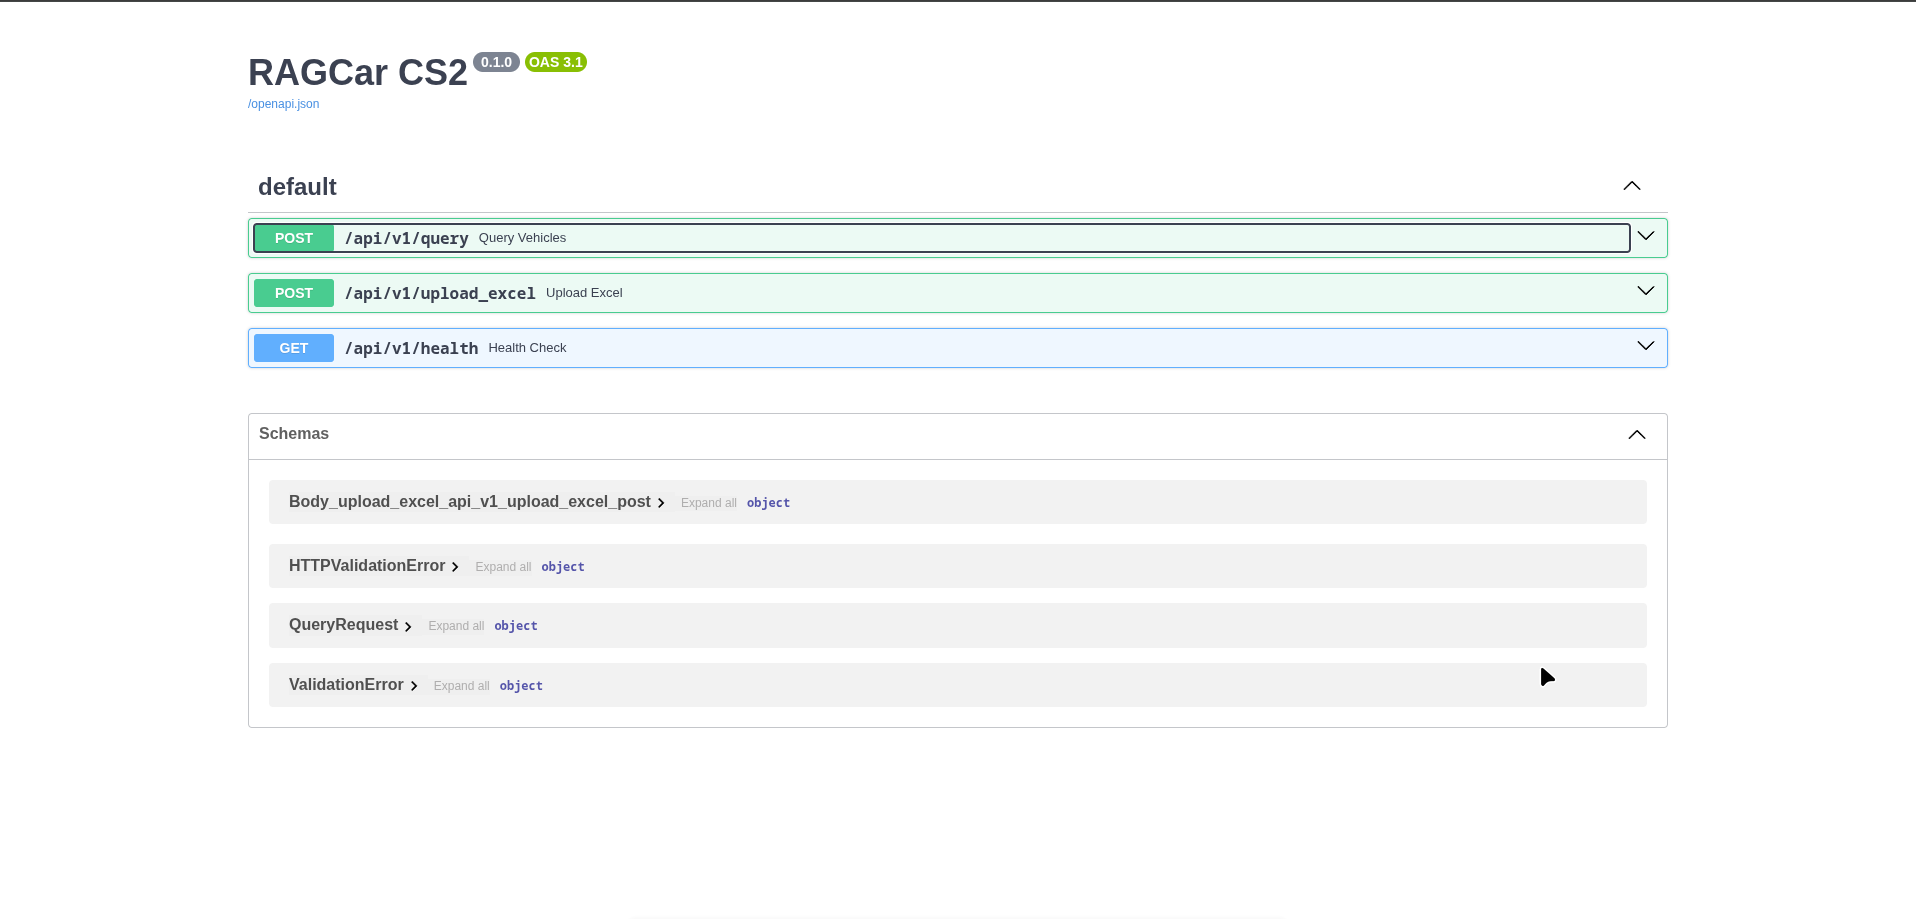 RAGCar CS2 0.1.0 OAS 3.1
/openapi.json
default
POST /api/v1/query Query Vehicles
POST /api/v1/upload_excel Upload Excel
GET /api/v1/health Health Check
Schemas
Body_upload_excel_api_v1_upload_excel_post Expand all object
HTTPValidationError Expand all object
QueryRequest Expand all object
ValidationError Expand all object